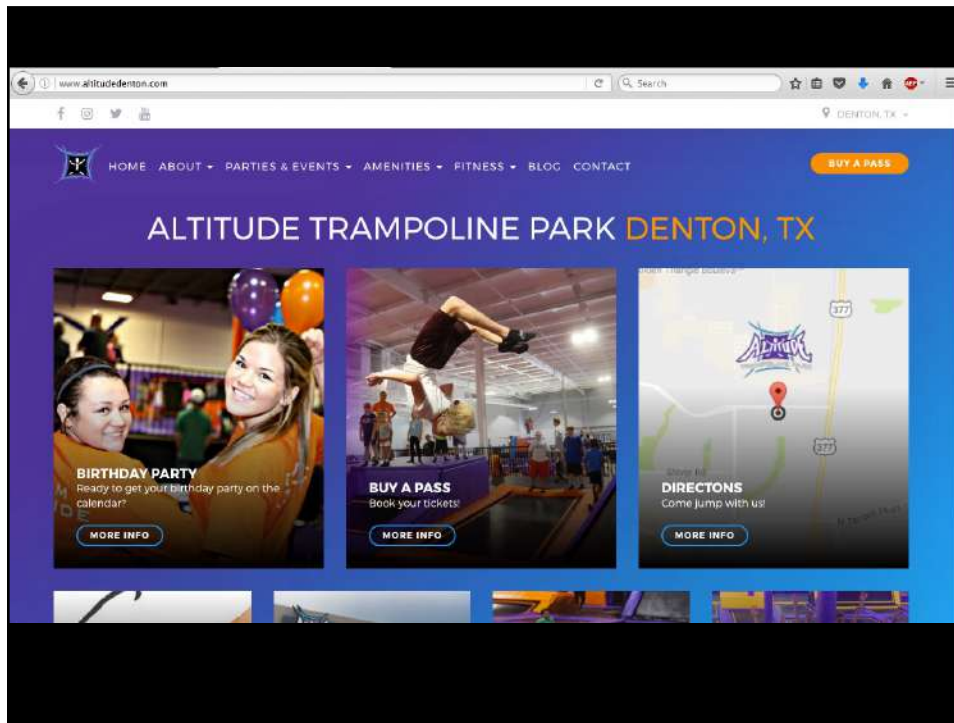 www.altitudedenton.com
Search
DENTON, TX
HOME ABOUT PARTIES & EVENTS AMENITIES FITNESS BLOG CONTACT
BUY A PASS
ALTITUDE TRAMPOLINE PARK DENTON, TX
BIRTHDAY PARTY
Ready to get your birthday party on the
calendar?
MORE INFO
BUY A PASS
Book your tickets!
MORE INFO
377
ALTITUDE
377
DIRECTONS
Come jump with us!
MORE INFO